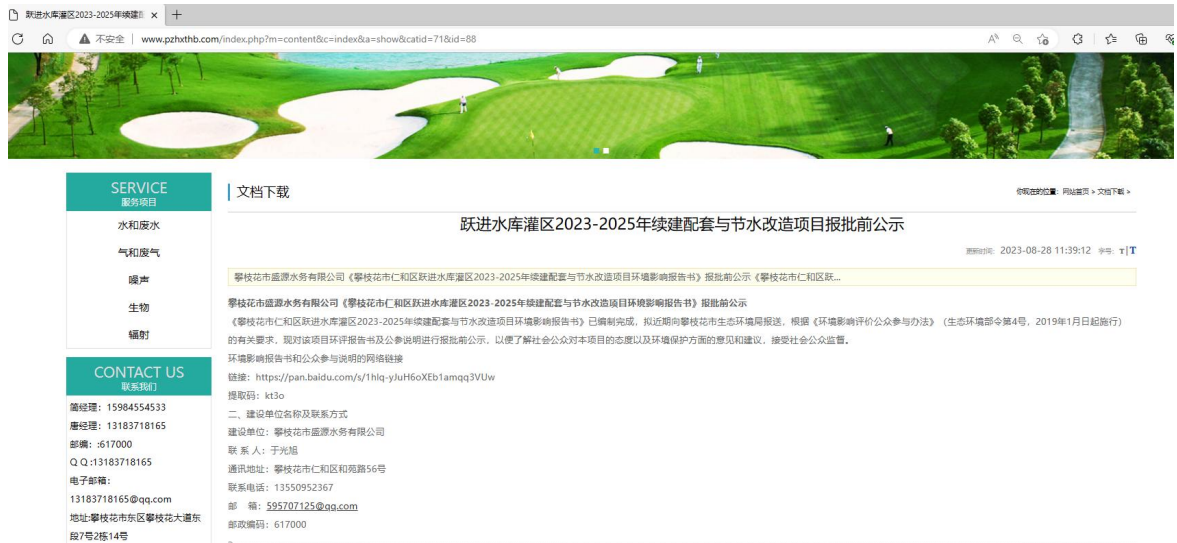 跃进水库灌区2023-2025年续建配
不安全 | www.pzhxthb.com/index.php?m=content&c=index&a=show&catid=71&id=88
SERVICE
服务项目
水和废水
气和废气
噪声
生物
辐射
CONTACT US
联系我们
简经理：15984554533
唐经理：13183718165
邮编：:617000
Q Q :13183718165
电子邮箱：
13183718165@qq.com
地址:攀枝花市东区攀枝花大道东
段7号2栋14号
文档下载
你现在的位置：网站首页 > 文档下载 >
跃进水库灌区2023-2025年续建配套与节水改造项目报批前公示
更新时间：2023-08-28 11:39:12 字号：T|T
攀枝花市盛源水务有限公司《攀枝花市仁和区跃进水库灌区2023-2025年续建配套与节水改造项目环境影响报告书》报批前公示《攀枝花市仁和区跃...
攀枝花市盛源水务有限公司《攀枝花市仁和区跃进水库灌区2023-2025年续建配套与节水改造项目环境影响报告书》报批前公示
《攀枝花市仁和区跃进水库灌区2023-2025年续建配套与节水改造项目环境影响报告书》已编制完成，拟近期向攀枝花市生态环境局报送，根据《环境影响评价公众参与办法》（生态环境部令第4号，2019年1月日起施行）
的有关要求，现对该项目环评报告书及公参说明进行报批前公示，以便了解社会公众对本项目的态度以及环境保护方面的意见和建议，接受社会公众监督。
环境影响报告书和公众参与说明的网络链接
链接：https://pan.baidu.com/s/1hlq-yJuH6oXEb1amqq3VUw
提取码：kt3o
二、建设单位名称及联系方式
建设单位：攀枝花市盛源水务有限公司
联 系 人：于光旭
通讯地址：攀枝花市仁和区和苑路56号
联系电话：13550952367
邮 箱：595707125@qq.com
邮政编码：617000